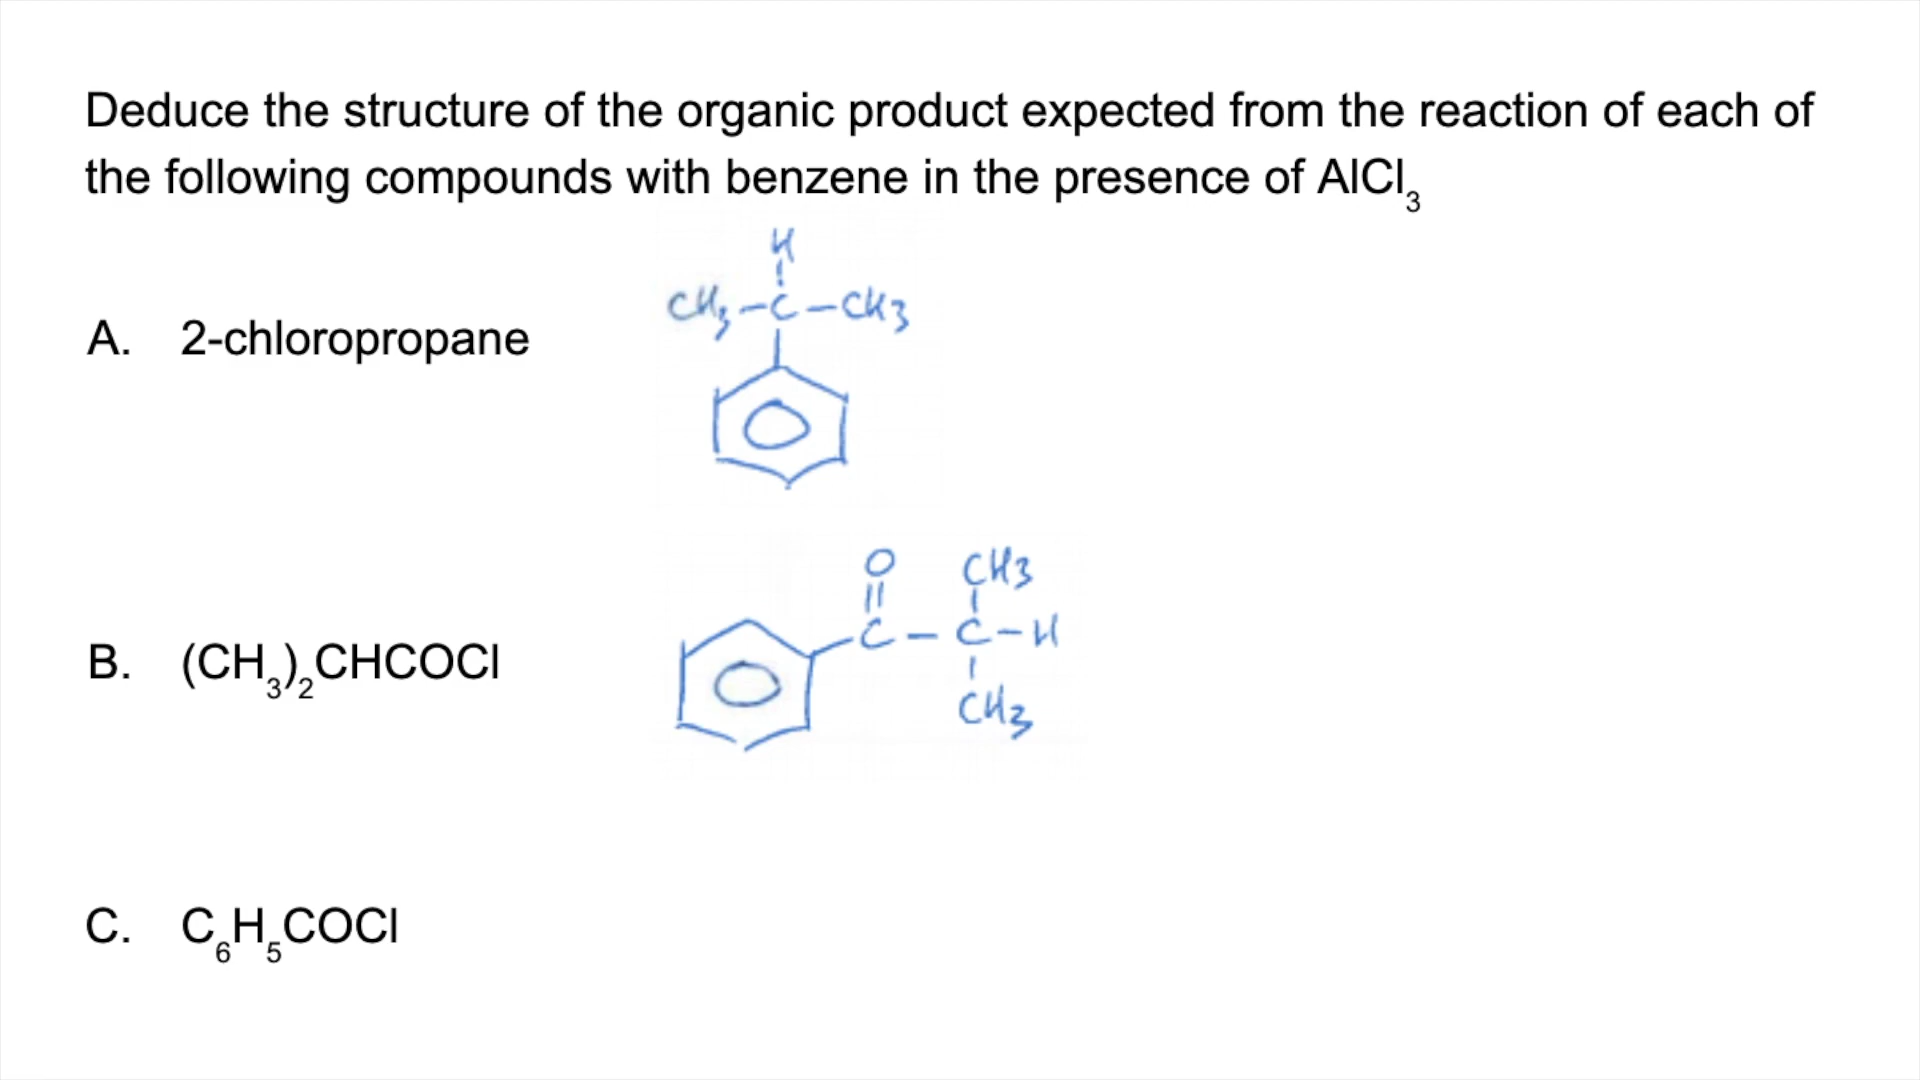 Deduce the structure of the organic product expected from the reaction of each of
the following compounds with benzene in the presence of AlCl₃
H
CH₃-C-CH3
A. 2-chloropropane
O CH3
C-C-H
B. (CH₃)₂CHCOCl
CH₃
C. C₆H₅COCl